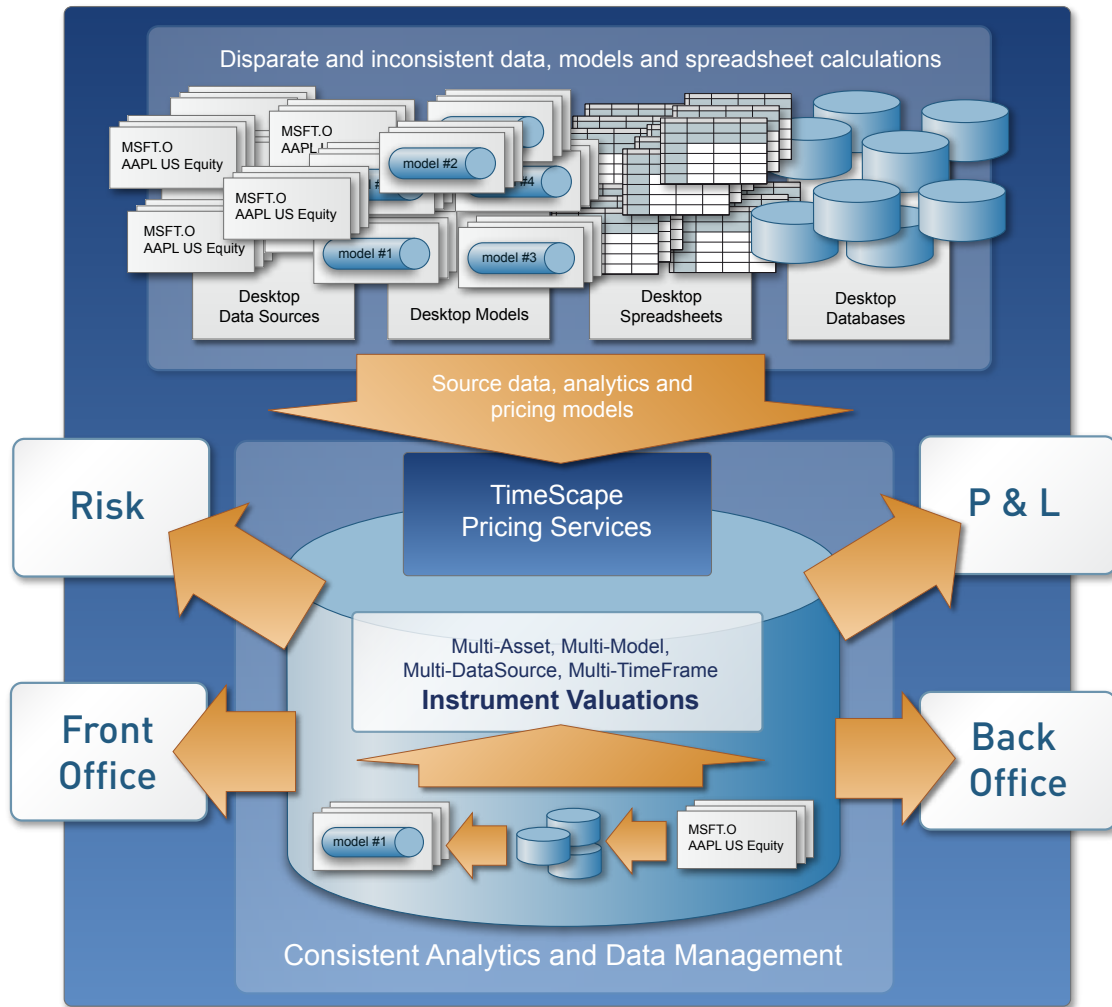 Disparate and inconsistent data, models and spreadsheet calculations
MSFT.O
AAPL US Equity
MSFT.O
AAPL U
MSFT.O
AAPL US Equity
MSFT.O
AAPL US Equity
model #2
#4
model #1
model #3
Desktop
Data Sources
Desktop Models
Desktop
Spreadsheets
Desktop
Databases
Source data, analytics and
pricing models
Risk
P & L
TimeScape
Pricing Services
Multi-Asset, Multi-Model,
Multi-DataSource, Multi-TimeFrame
Instrument Valuations
Front
Office
Back
Office
model #1
MSFT.O
AAPL US Equity
Consistent Analytics and Data Management